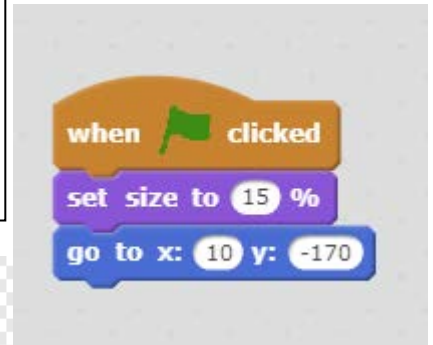 when clicked
set size to 15 %
go to x: 10 y: -170